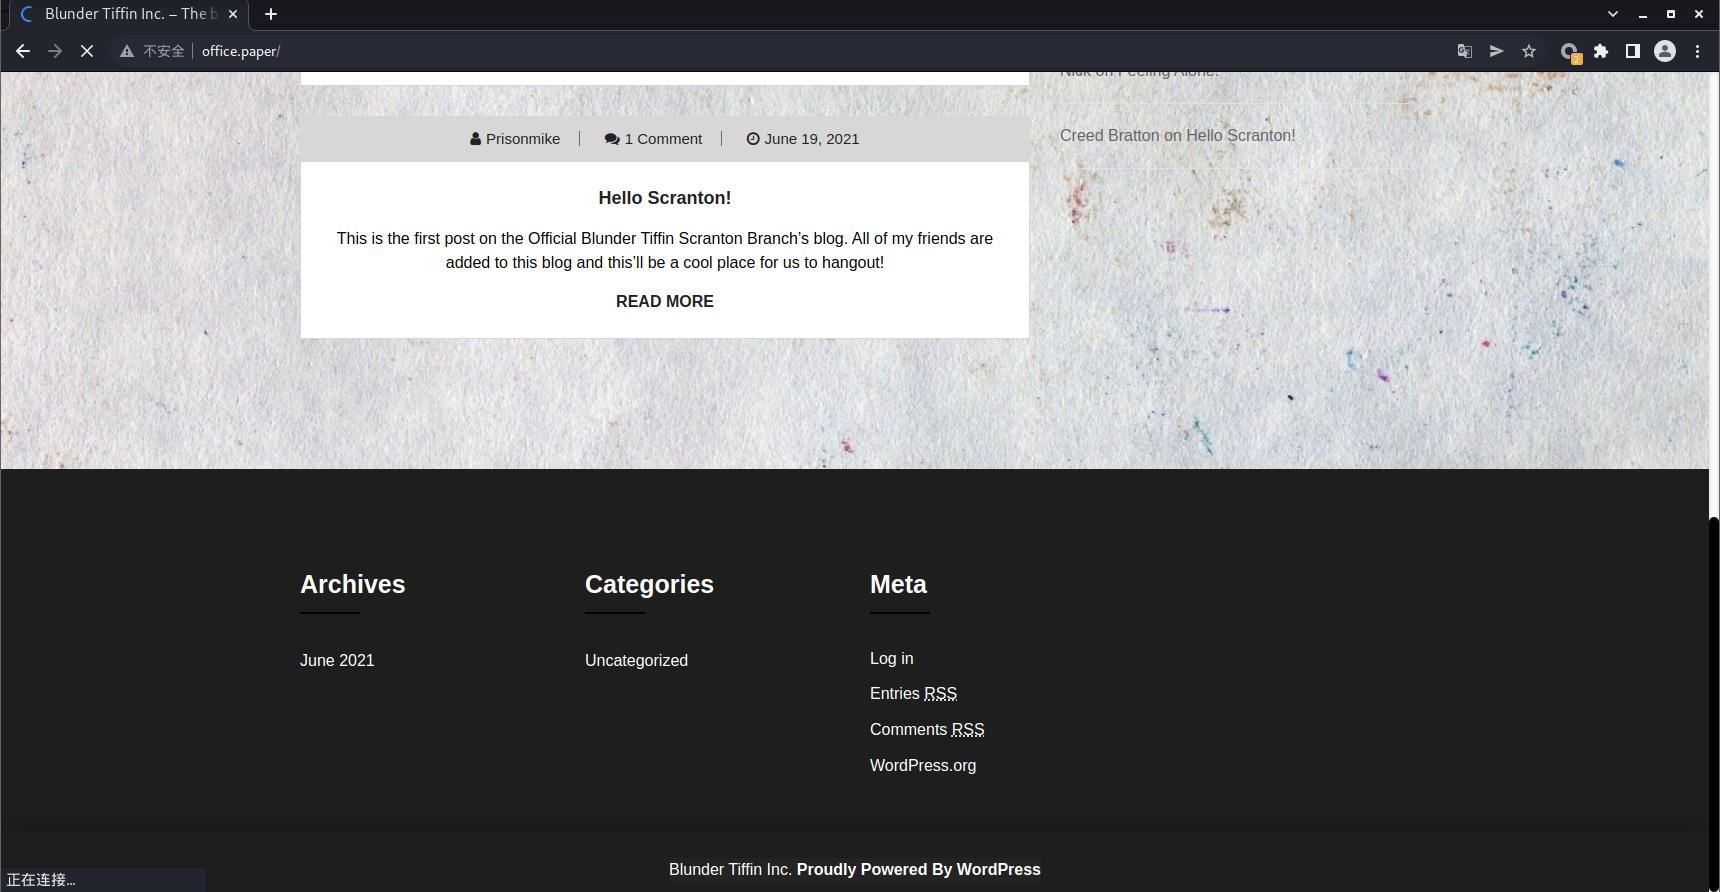 Blunder Tiffin Inc. – The b
不安全 office.paper/
2
Nick on Feeling Alone!
Creed Bratton on Hello Scranton!
Prisonmike 1 Comment June 19, 2021
Hello Scranton!
This is the first post on the Official Blunder Tiffin Scranton Branch’s blog. All of my friends are
added to this blog and this’ll be a cool place for us to hangout!
READ MORE
Archives
June 2021
Categories
Uncategorized
Meta
Log in
Entries RSS
Comments RSS
WordPress.org
Blunder Tiffin Inc. Proudly Powered By WordPress
正在连接...